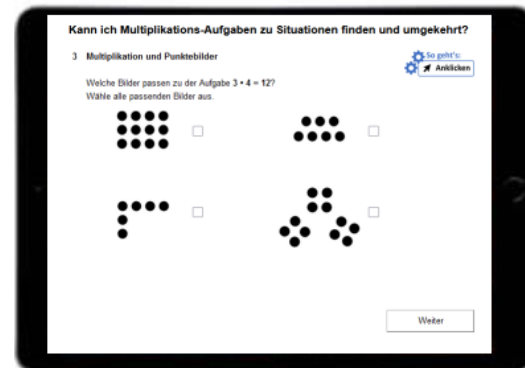 Kann ich Multiplikations-Aufgaben zu Situationen finden und umgekehrt?
3 Multiplikation und Punktebilder
So geht's:
Anklicken
Welche Bilder passen zu der Aufgabe 3 • 4 = 12?
Wähle alle passenden Bilder aus.
Weiter